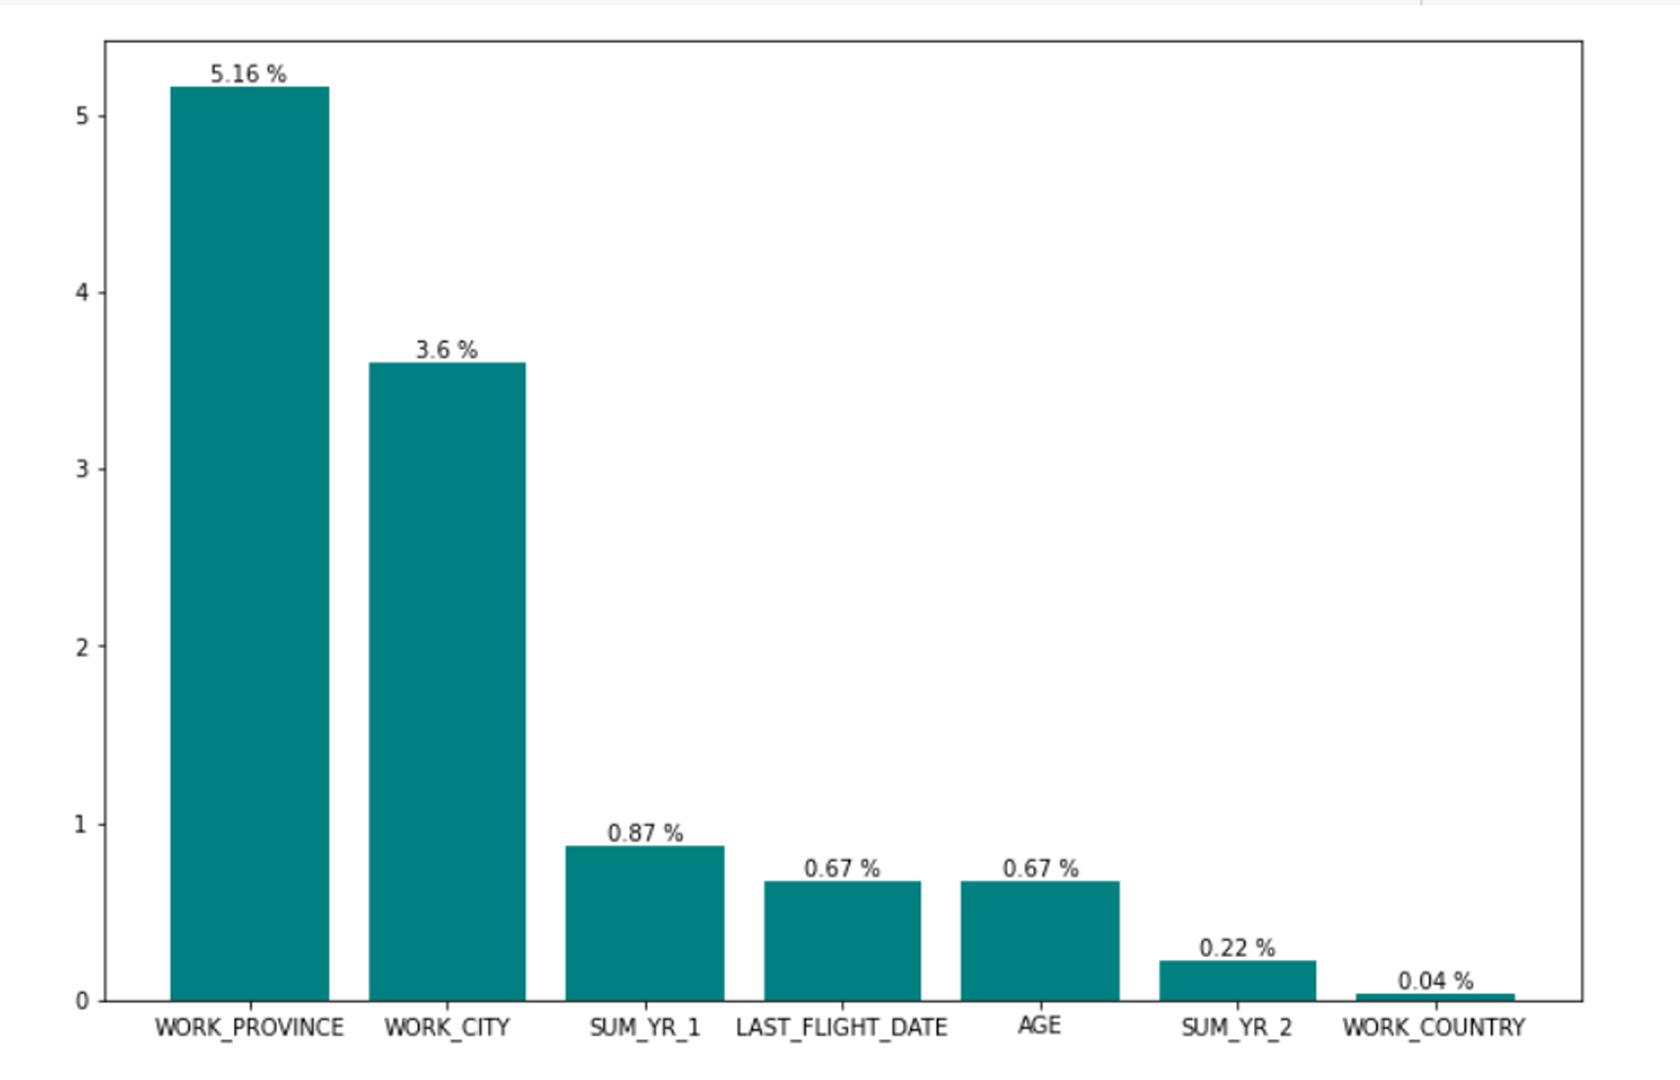 5.16 %
5
4
3.6 %
3
2
1
0.87 %
0.67 %
0.67 %
0.22 %
0.04 %
0
WORK_PROVINCE
WORK_CITY
SUM_YR_1
LAST_FLIGHT_DATE
AGE
SUM_YR_2
WORK_COUNTRY